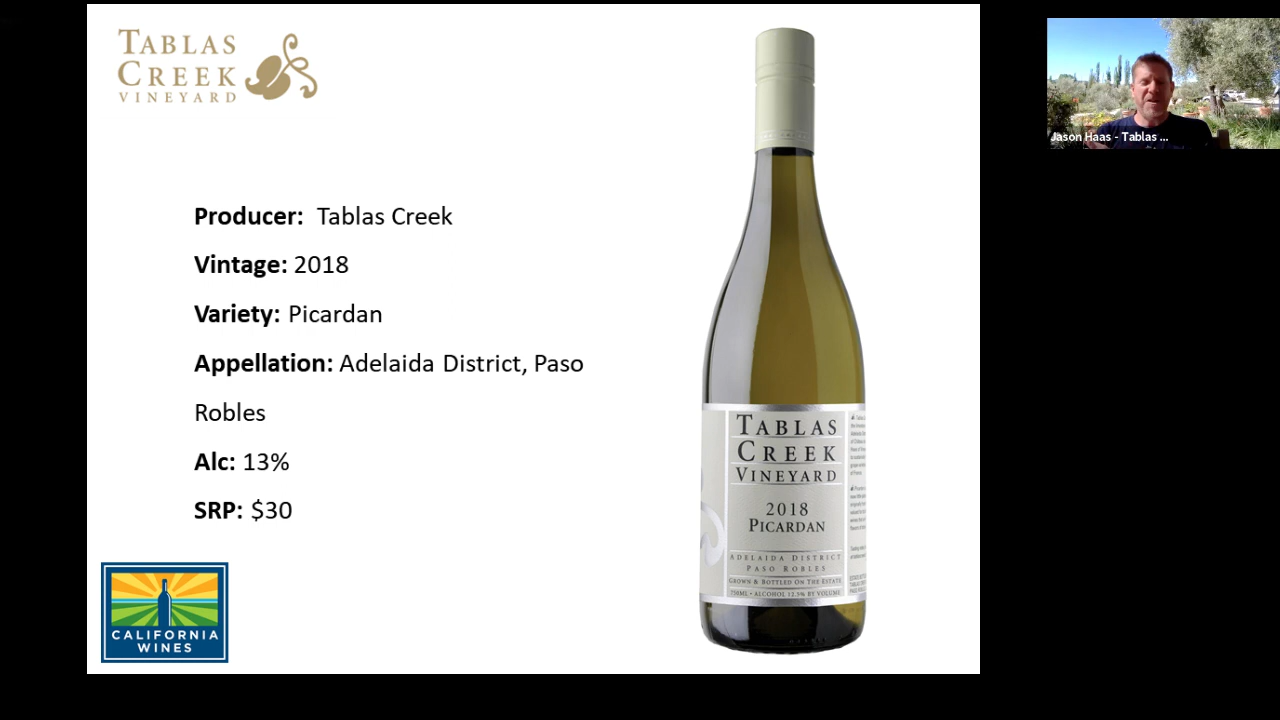 TABLAS
CREEK
VINEYARD
Producer: Tablas Creek
Vintage: 2018
Variety: Picardan
Appellation: Adelaida District, Paso
Robles
Alc: 13%
SRP: $30
CALIFORNIA
WINES
TABLAS
CREEK
VINEYARD
2018
PICARDAN
ADELAIDA DISTRICT
PASO ROBLES
GROWN & BOTTLED ON THE ESTATE
750ML • ALCOHOL 12.5% BY VOLUME
Jason Haas - Tablas ...